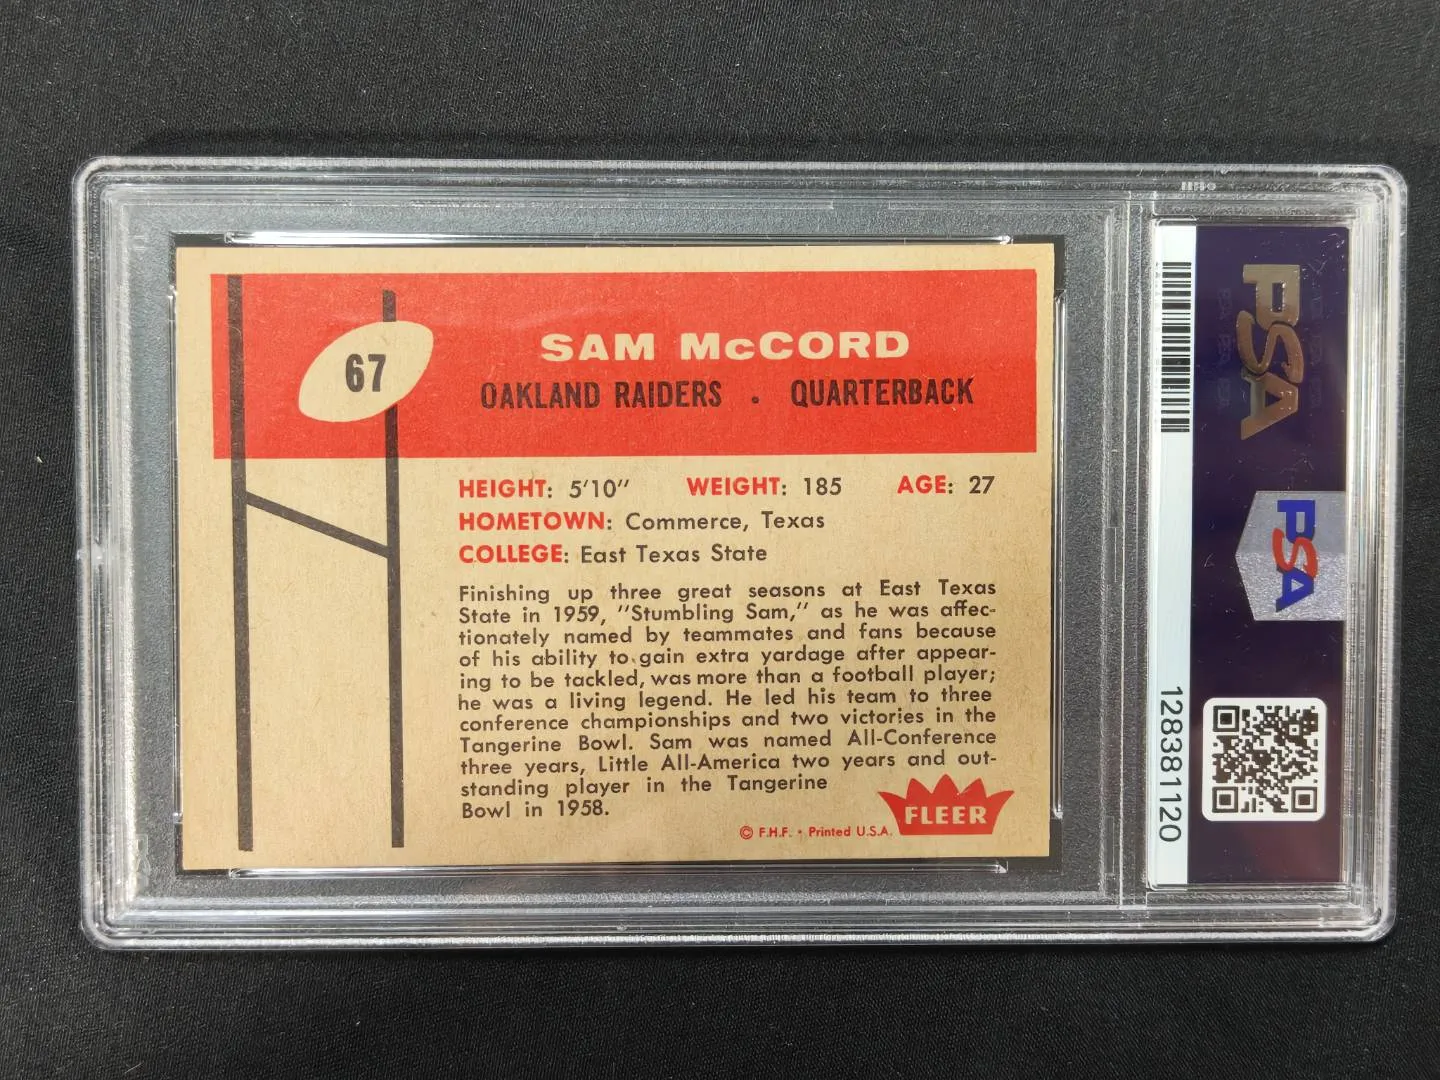 67
SAM McCORD
OAKLAND RAIDERS . QUARTERBACK
HEIGHT: 5'10" WEIGHT: 185 AGE: 27
HOMETOWN: Commerce, Texas
COLLEGE: East Texas State
Finishing up three great seasons at East Texas
State in 1959, "Stumbling Sam," as he was affec-
tionately named by teammates and fans because
of his ability to gain extra yardage after appear-
ing to be tackled, was more than a football player;
he was a living legend. He led his team to three
conference championships and two victories in the
Tangerine Bowl. Sam was named All-Conference
three years, Little All-America two years and out-
standing player in the Tangerine
Bowl in 1958.
FLEER
© F.H.F. • Printed U.S.A.
PSA
PSA
128381120